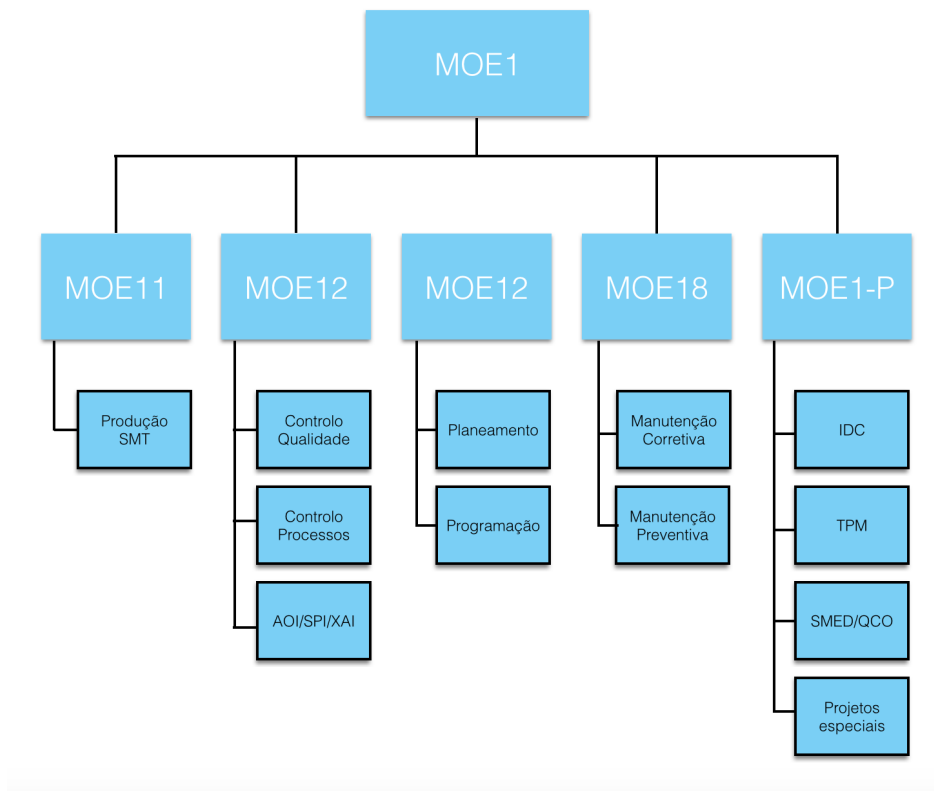 MOE1
MOE11
MOE12
MOE12
MOE18
MOE1-P
Produção
SMT
Controlo
Qualidade
Controlo
Processos
AOI/SPI/XAI
Planeamento
Programação
Manutenção
Corretiva
Manutenção
Preventiva
IDC
TPM
SMED/QCO
Projetos
especiais